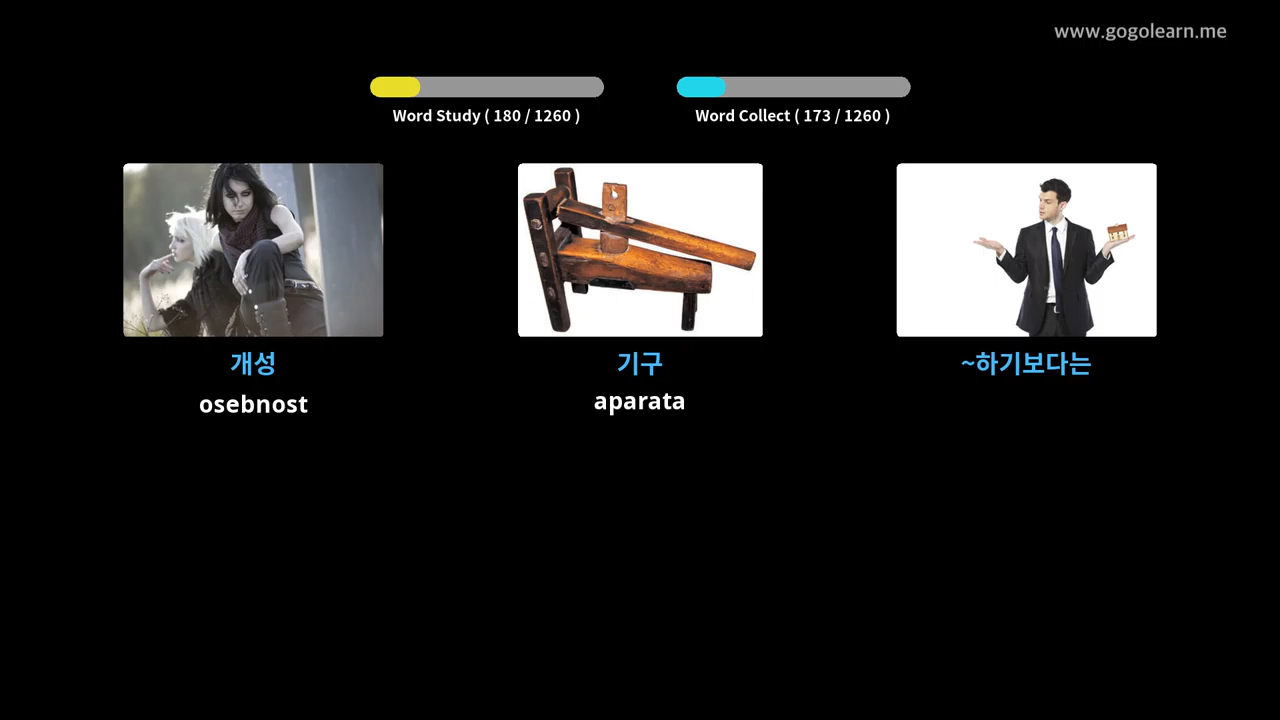 www.gogolearn.me
Word Study ( 180 / 1260 )
Word Collect ( 173 / 1260 )
개성
기구
~하기보다는
osebnost
aparata